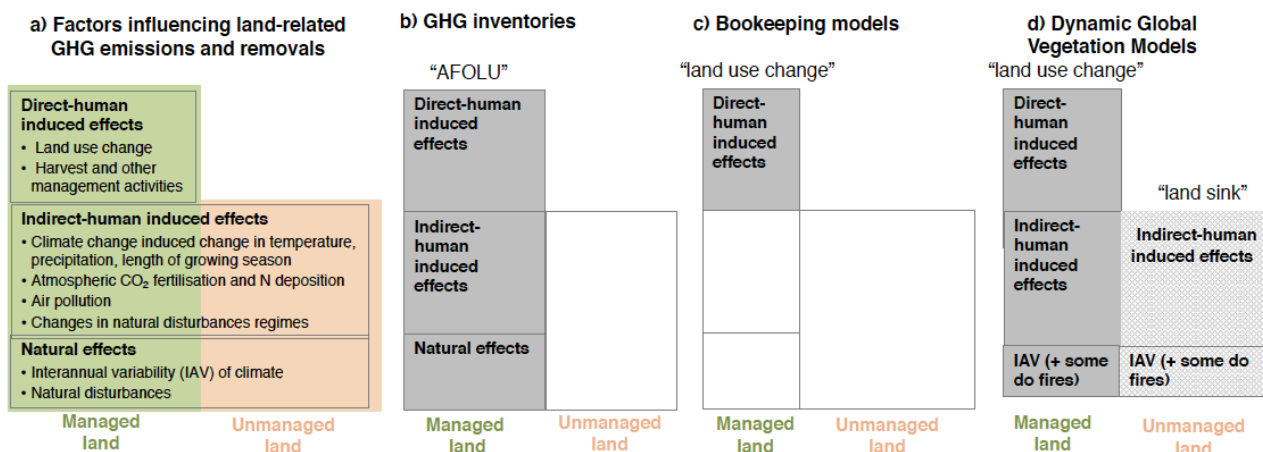 a) Factors influencing land-related
GHG emissions and removals
Direct-human
induced effects
• Land use change
• Harvest and other
management activities
Indirect-human induced effects
• Climate change induced change in temperature,
precipitation, length of growing season
• Atmospheric CO₂ fertilisation and N deposition
• Air pollution
• Changes in natural disturbances regimes
Natural effects
• Interannual variability (IAV) of climate
• Natural disturbances
Managed
land
Unmanaged
land
b) GHG inventories
“AFOLU”
Direct-human
induced
effects
Indirect-
human
induced
effects
Natural effects
Managed
land
Unmanaged
land
c) Bookeeping models
“land use change”
Direct-
human
induced
effects
Managed
land
Unmanaged
land
d) Dynamic Global
Vegetation Models
“land use change”
Direct-
human
induced
effects
“land sink”
Indirect-
human
induced
effects
Indirect-human
induced effects
IAV (+ some
do fires)
IAV (+ some do
fires)
Managed
land
Unmanaged
land